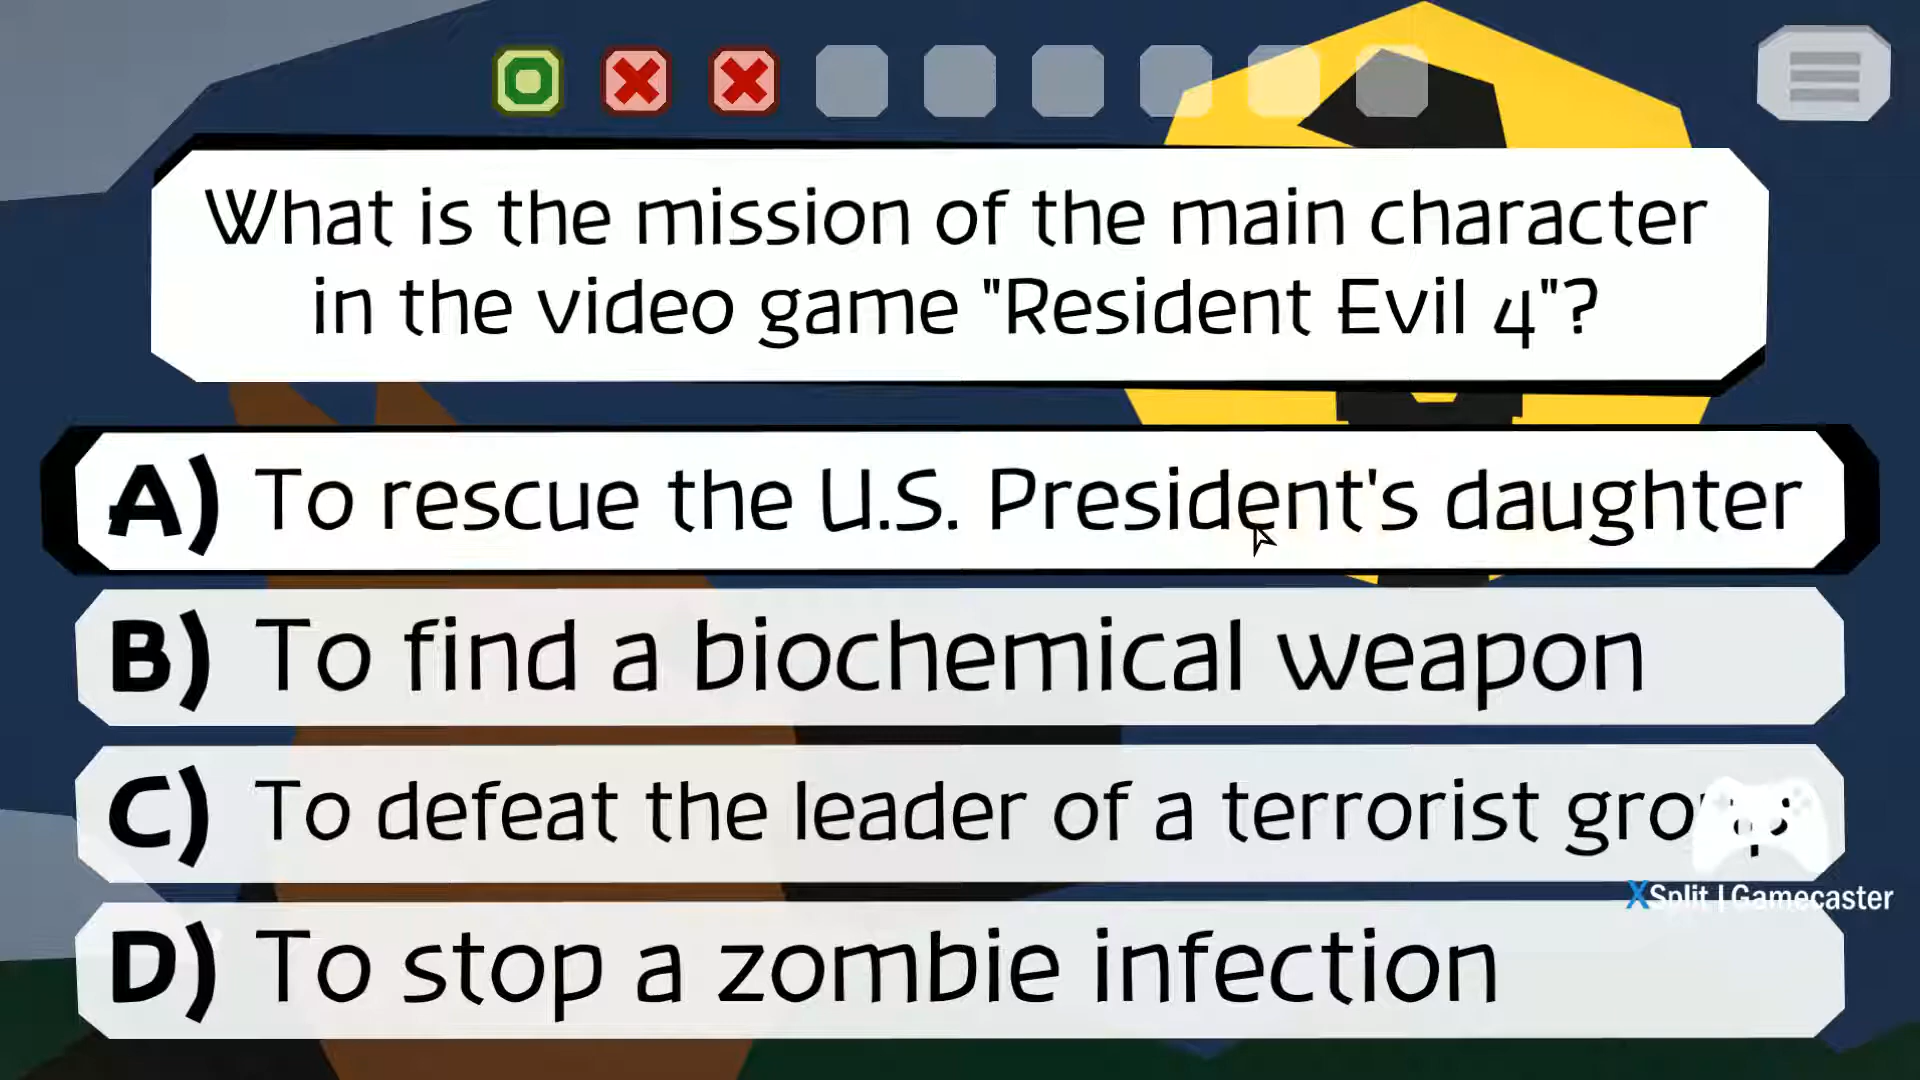 What is the mission of the main character
in the video game "Resident Evil 4"?
A) To rescue the U.S. President's daughter
B) To find a biochemical weapon
C) To defeat the leader of a terrorist group
XSplit | Gamecaster
D) To stop a zombie infection